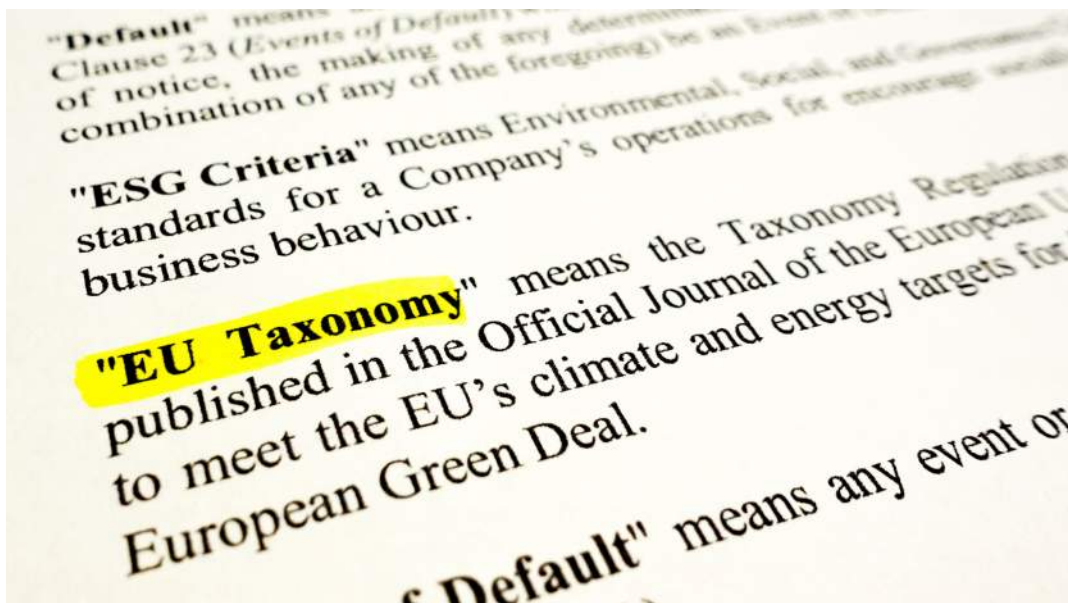 "Default" means
Clause 23 (Events of Default)
of notice, the making of any
combination of any of the foregoing) be an Event of
"ESG Criteria" means Environmental, Social, and Governance
standards for a Company's operations for encourage
business behaviour.
"EU Taxonomy" means the Taxonomy Regulation
published in the Official Journal of the European
to meet the EU's climate and energy targets for
European Green Deal.
of Default" means any event or